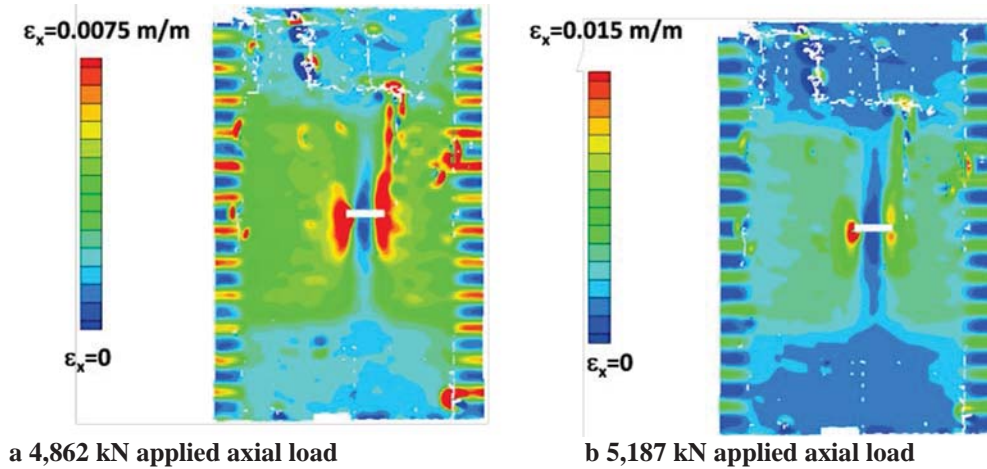 εx=0.0075 m/m
εx=0
a 4,862 kN applied axial load
εx=0.015 m/m
εx=0
b 5,187 kN applied axial load